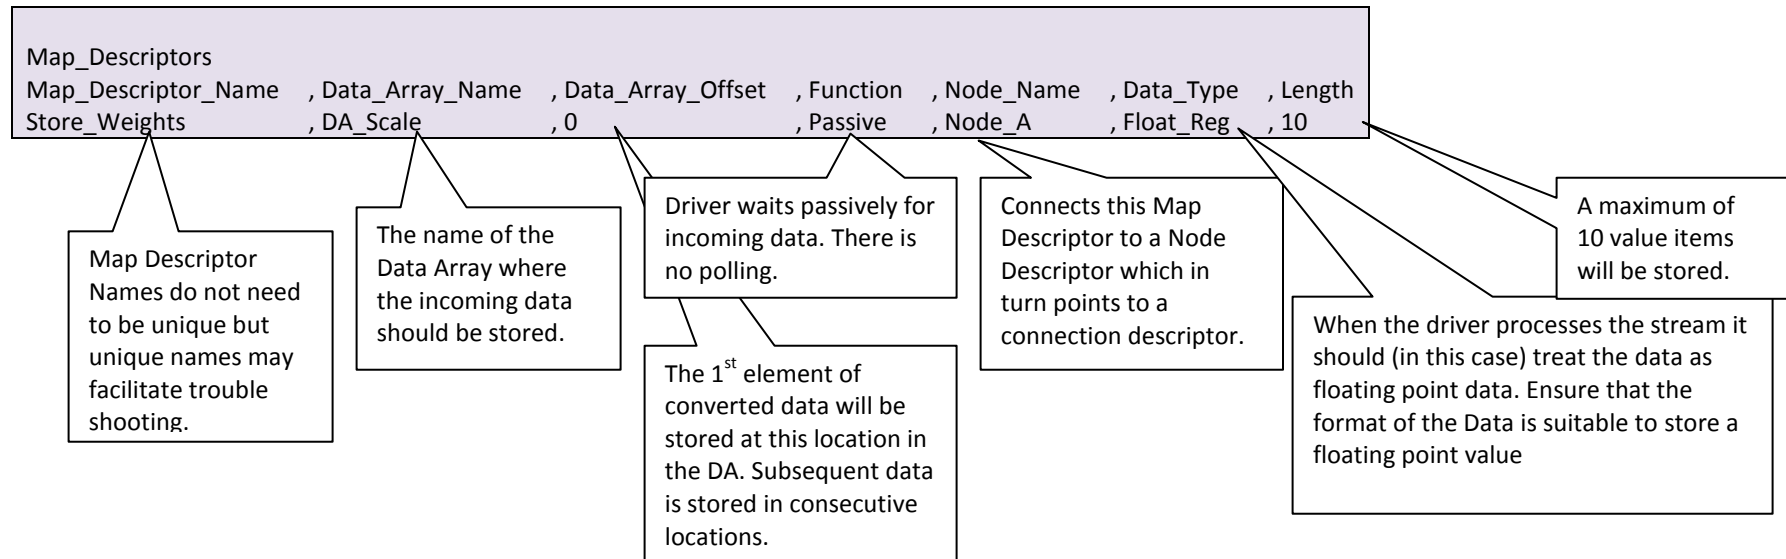 Map_Descriptors
Map_Descriptor_Name , Data_Array_Name , Data_Array_Offset , Function , Node_Name , Data_Type , Length
Store_Weights , DA_Scale , 0 , Passive , Node_A , Float_Reg , 10
Map Descriptor
Names do not need
to be unique but
unique names may
facilitate trouble
shooting.
The name of the
Data Array where
the incoming data
should be stored.
Driver waits passively for
incoming data. There is
no polling.
The 1st element of
converted data will be
stored at this location in
the DA. Subsequent data
is stored in consecutive
locations.
Connects this Map
Descriptor to a Node
Descriptor which in
turn points to a
connection descriptor.
When the driver processes the stream it
should (in this case) treat the data as
floating point data. Ensure that the
format of the Data is suitable to store a
floating point value
A maximum of
10 value items
will be stored.